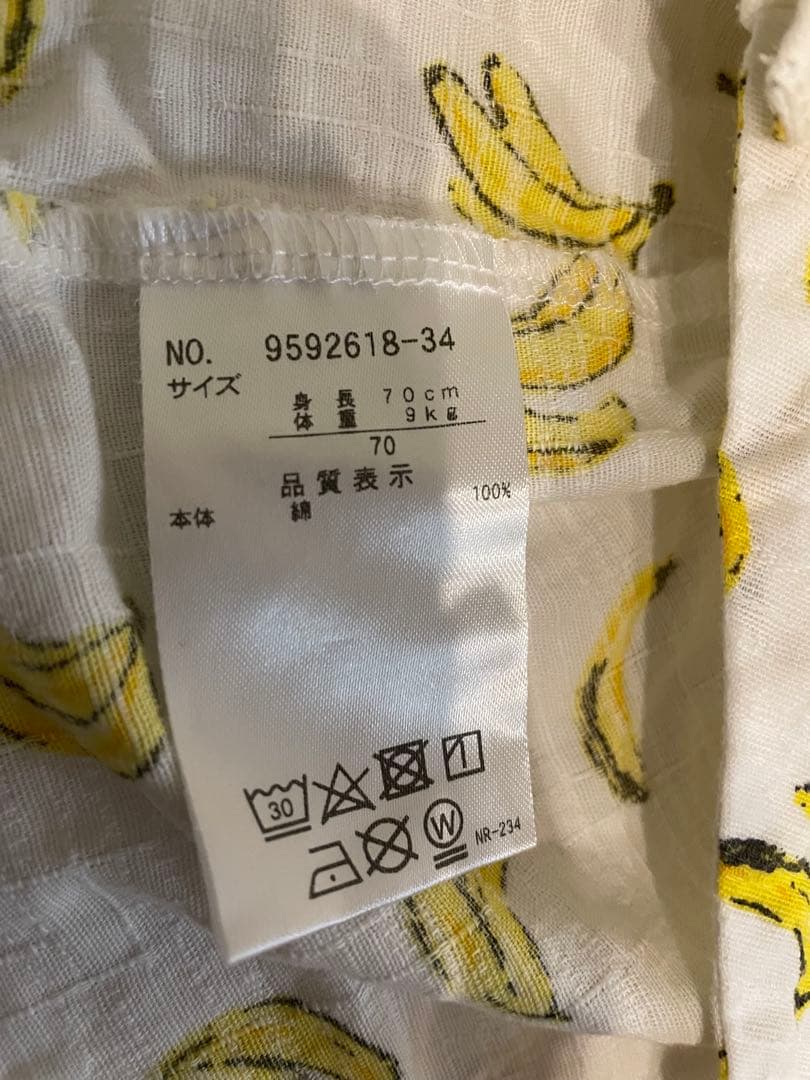 NO. 9592618-34
サイズ
身長 70cm
体重 9kg
70
品質表示
本体 綿 100%
30
W
NR-234